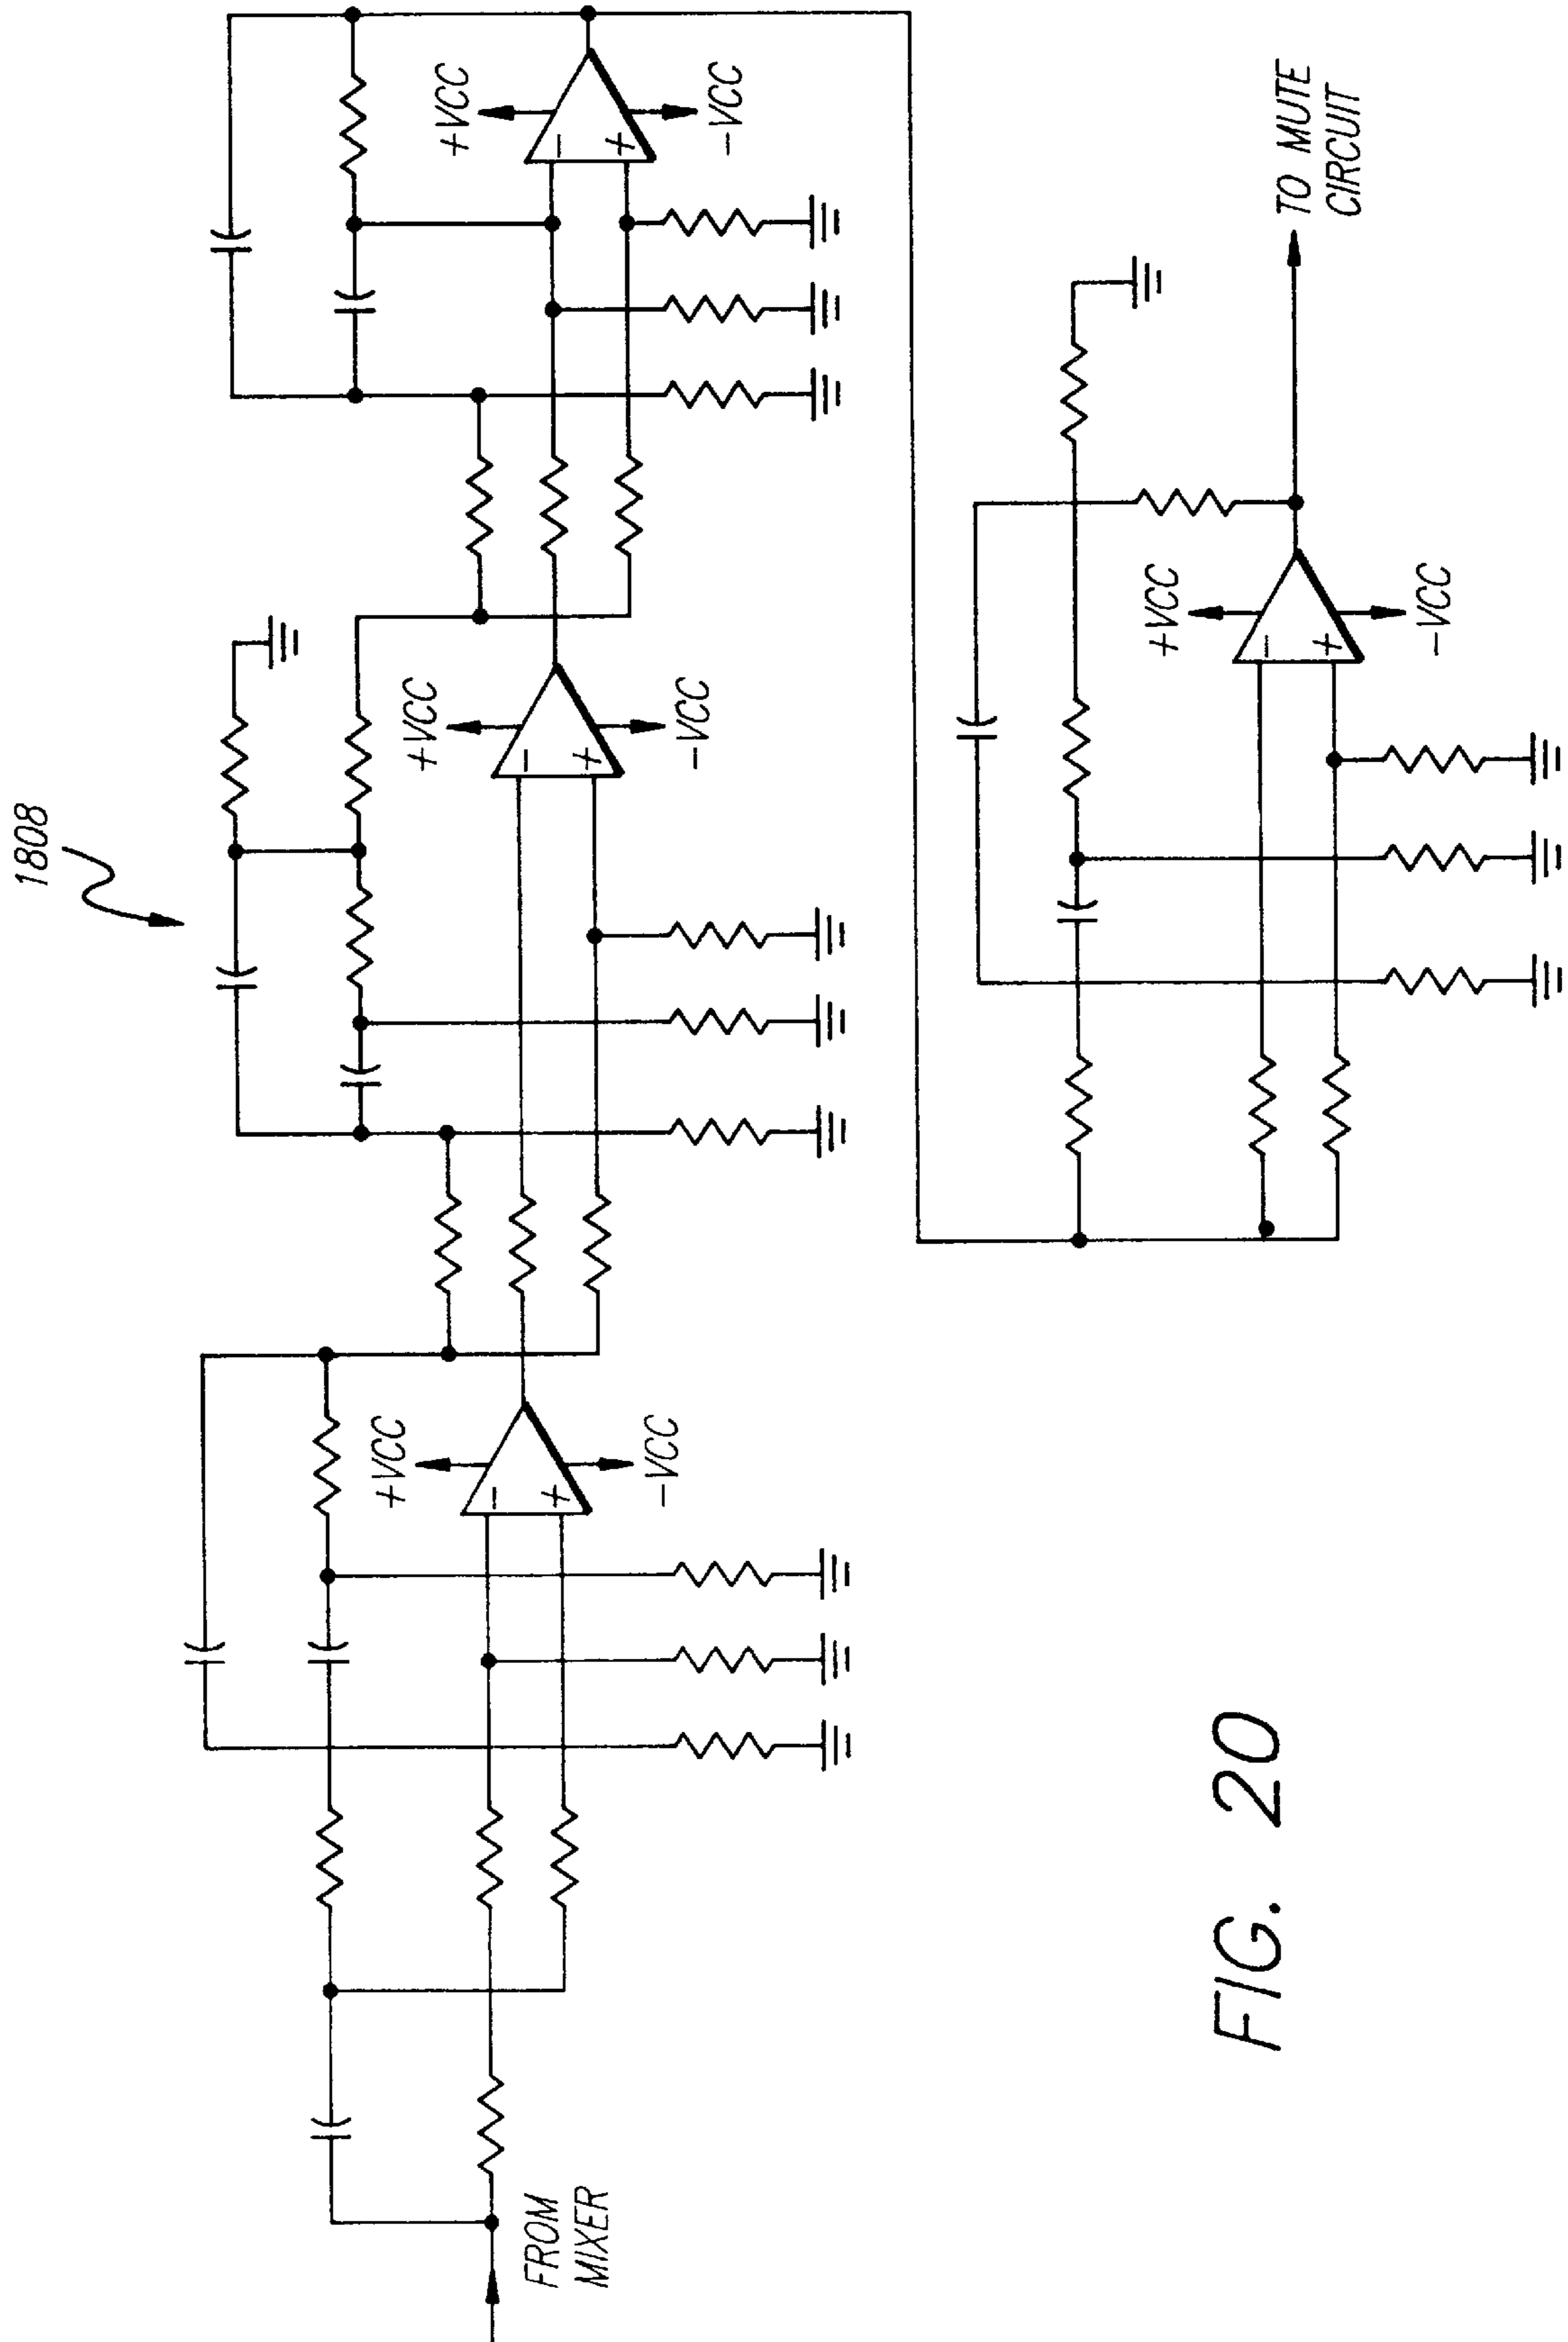 1808
+VCC
-VCC
+VCC
-VCC
+VCC
-VCC
FROM
MIXER
+VCC
-VCC
TO MUTE
CIRCUIT
FIG. 20